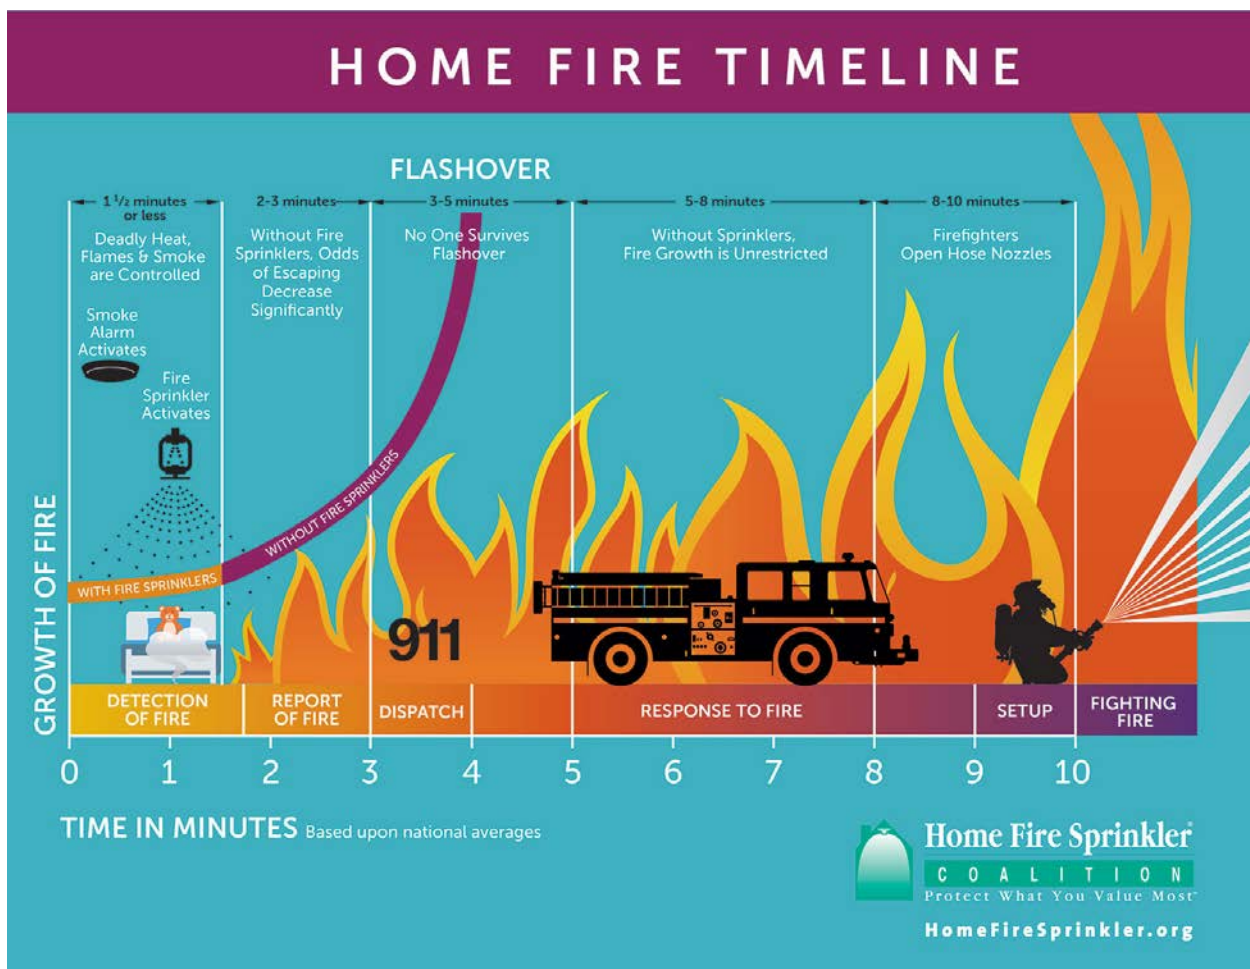 HOME FIRE TIMELINE
FLASHOVER
1 ½ minutes
or less
2-3 minutes
3-5 minutes
5-8 minutes
8-10 minutes
Deadly Heat,
Flames & Smoke
are Controlled
Without Fire
Sprinklers, Odds
of Escaping
Decrease
Significantly
No One Survives
Flashover
Without Sprinklers,
Fire Growth is Unrestricted
Firefighters
Open Hose Nozzles
Smoke
Alarm
Activates
Fire
Sprinkler
Activates
GROWTH OF FIRE
WITH FIRE SPRINKLERS
WITHOUT FIRE SPRINKLERS
911
DETECTION
OF FIRE
REPORT
OF FIRE
DISPATCH
RESPONSE TO FIRE
SETUP
FIGHTING
FIRE
0 1 2 3 4 5 6 7 8 9 10
TIME IN MINUTES Based upon national averages
Home Fire Sprinkler®
COALITION
Protect What You Value Most™
HomeFireSprinkler.org